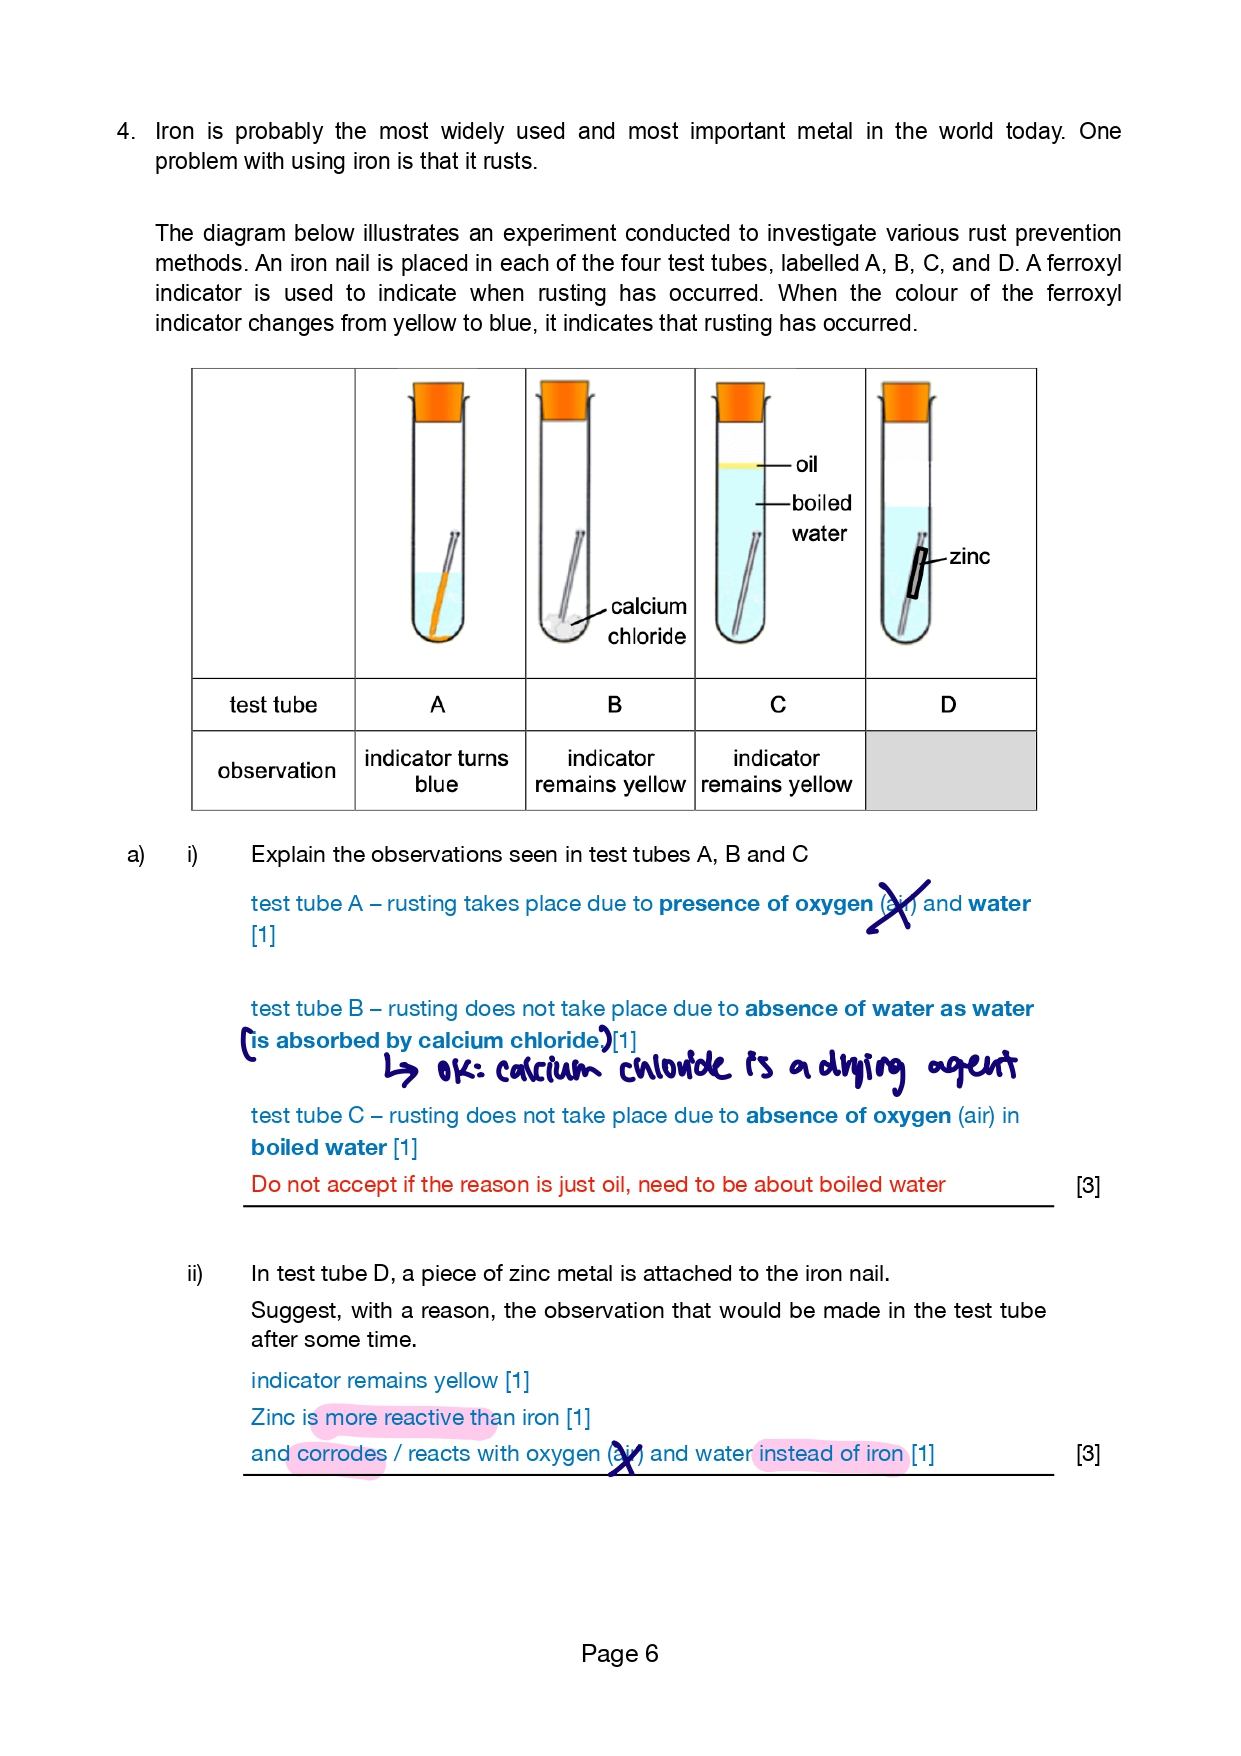 4. Iron is probably the most widely used and most important metal in the world today. One
problem with using iron is that it rusts.
The diagram below illustrates an experiment conducted to investigate various rust prevention
methods. An iron nail is placed in each of the four test tubes, labelled A, B, C, and D. A ferroxyl
indicator is used to indicate when rusting has occurred. When the colour of the ferroxyl
indicator changes from yellow to blue, it indicates that rusting has occurred.
oil
boiled
water
zinc
calcium
chloride
test tube A B C D
observation indicator turns blue indicator remains yellow indicator remains yellow
a) i) Explain the observations seen in test tubes A, B and C
test tube A – rusting takes place due to presence of oxygen (air) and water
[1]
test tube B – rusting does not take place due to absence of water as water
(is absorbed by calcium chloride.) [1]
↳ OK: calcium chloride is a drying agent
test tube C – rusting does not take place due to absence of oxygen (air) in
boiled water [1]
Do not accept if the reason is just oil, need to be about boiled water [3]
ii) In test tube D, a piece of zinc metal is attached to the iron nail.
Suggest, with a reason, the observation that would be made in the test tube
after some time.
indicator remains yellow [1]
Zinc is more reactive than iron [1]
and corrodes / reacts with oxygen (air) and water instead of iron [1] [3]
Page 6